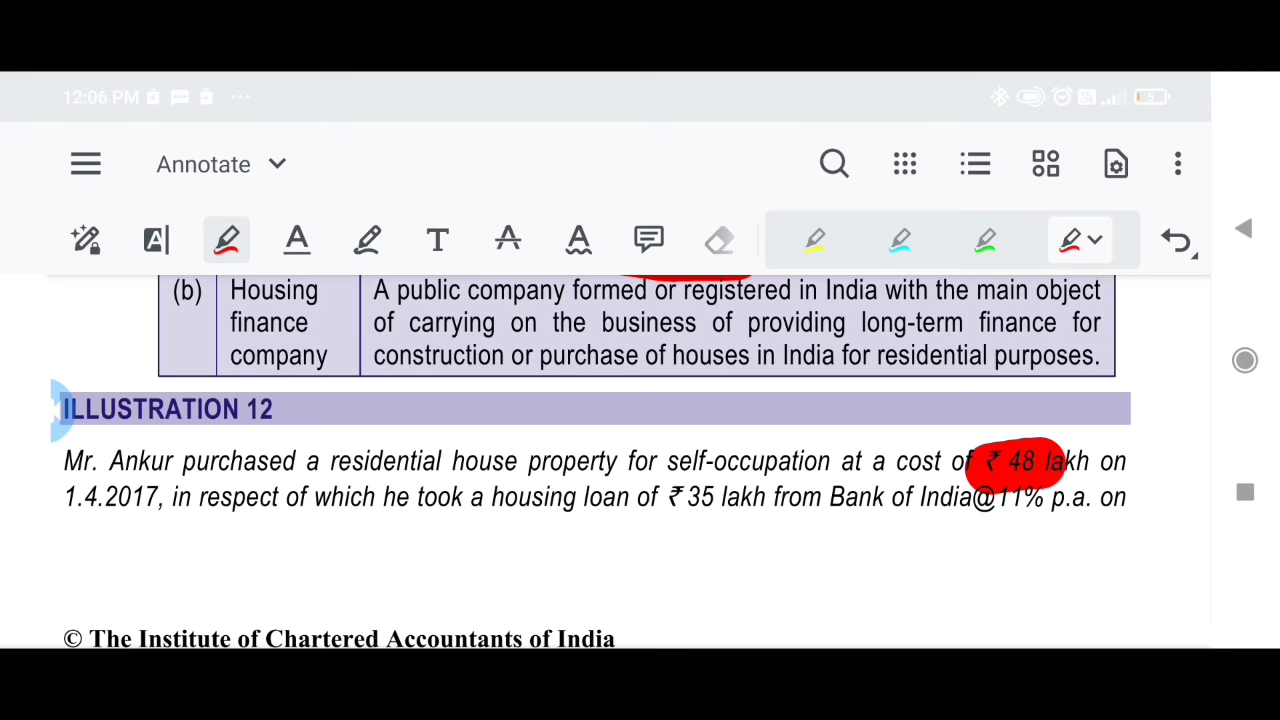 12:06 PM
5
Annotate
(b) Housing finance company
A public company formed or registered in India with the main object
of carrying on the business of providing long-term finance for
construction or purchase of houses in India for residential purposes.
ILLUSTRATION 12
Mr. Ankur purchased a residential house property for self-occupation at a cost of ₹ 48 lakh on
1.4.2017, in respect of which he took a housing loan of ₹ 35 lakh from Bank of India@11% p.a. on
© The Institute of Chartered Accountants of India